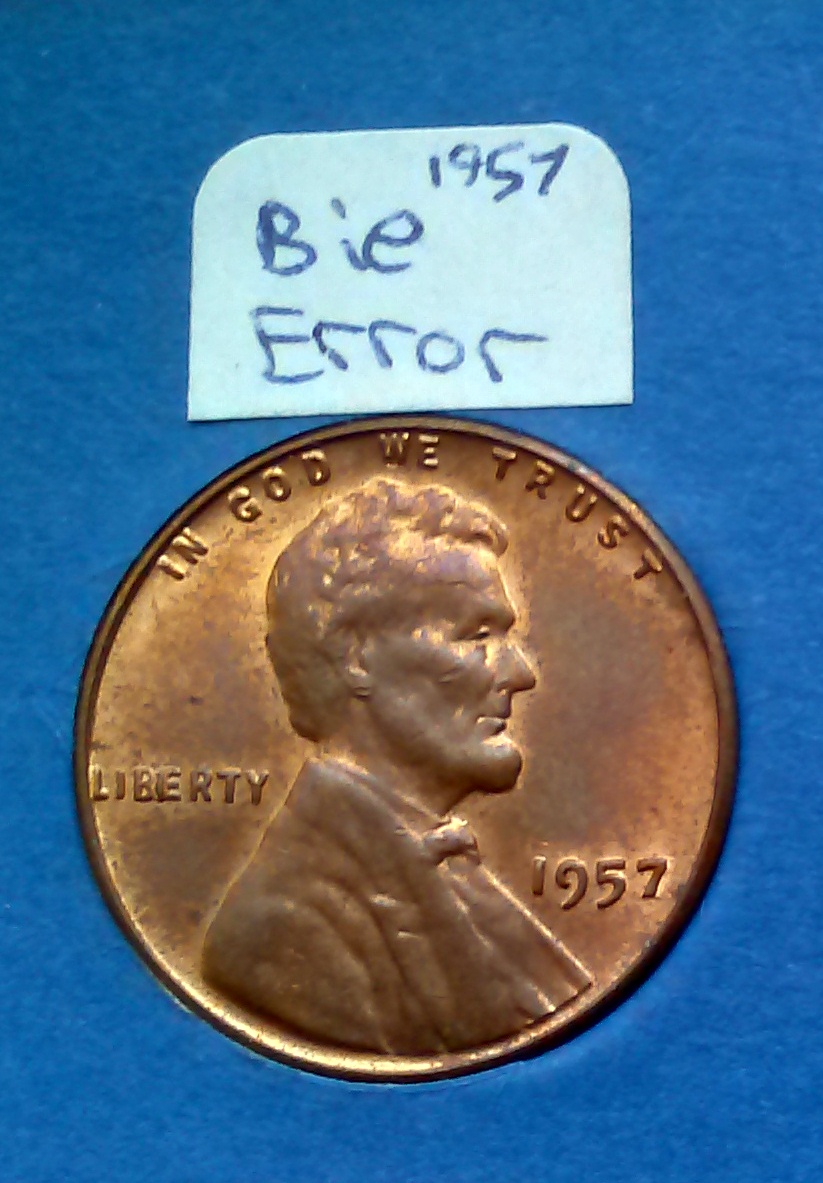 1957
Bie
Error
IN GOD WE TRUST
LIBERTY
1957